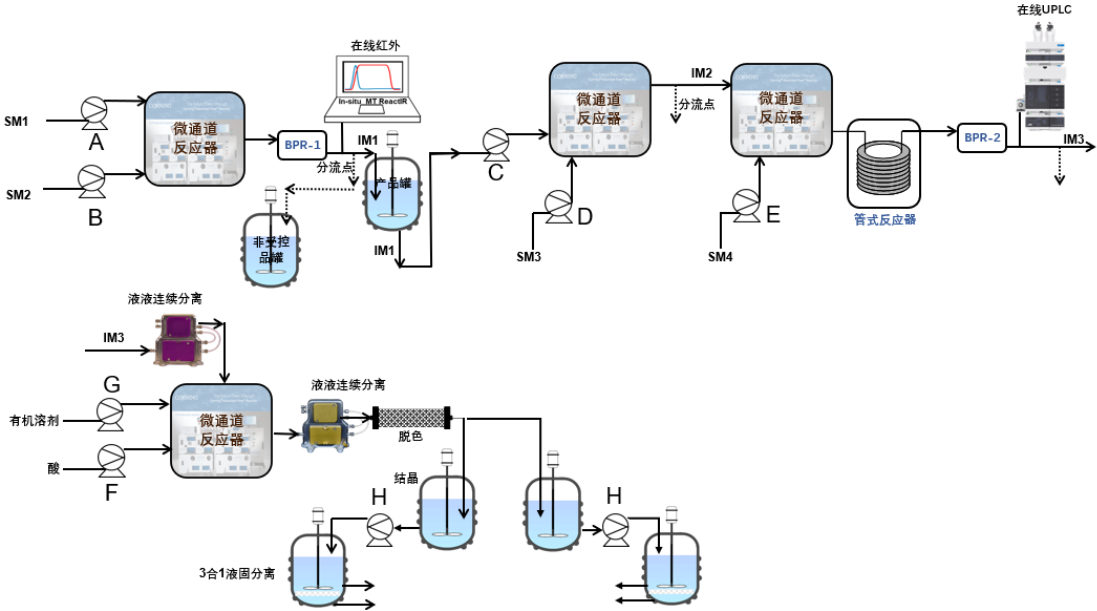 在线UPLC
在线红外
In-situ_MT ReactIR
SM1
A
微通道
反应器
BPR-1
IM1
分流点
产品罐
SM2
B
非受控
品罐
IM1
C
微通道
反应器
IM2
分流点
D
SM3
微通道
反应器
E
SM4
管式反应器
BPR-2
IM3
液液连续分离
IM3
G
有机溶剂
微通道
反应器
酸
F
液液连续分离
脱色
结晶
H
H
3合1液固分离